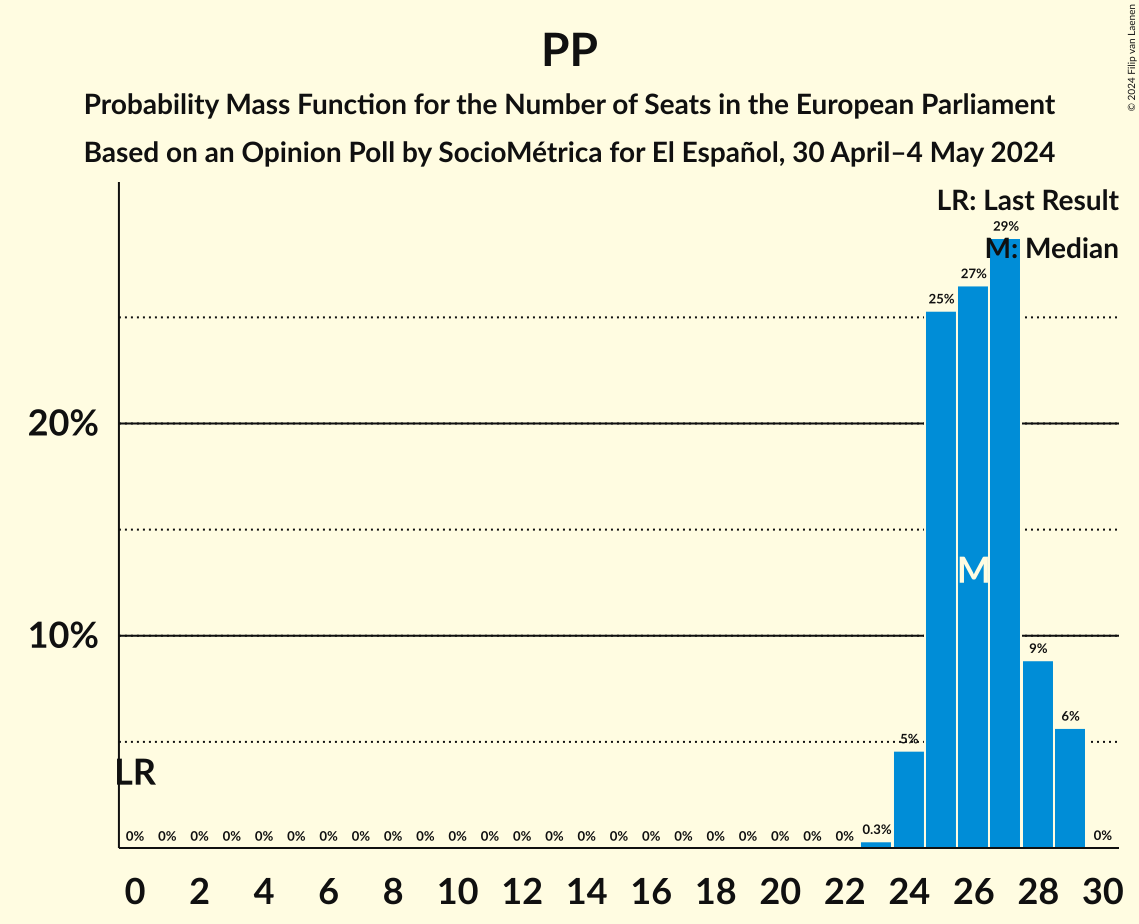 PP
Probability Mass Function for the Number of Seats in the European Parliament
Based on an Opinion Poll by SocioMétrica for El Español, 30 April–4 May 2024
© 2024 Filip van Laenen
LR: Last Result
M: Median
29%
27%
25%
20%
M
10%
9%
6%
5%
LR
0% 0% 0% 0% 0% 0% 0% 0% 0% 0% 0% 0% 0% 0% 0% 0% 0% 0% 0% 0% 0% 0% 0% 0.3% 0%
0 2 4 6 8 10 12 14 16 18 20 22 24 26 28 30